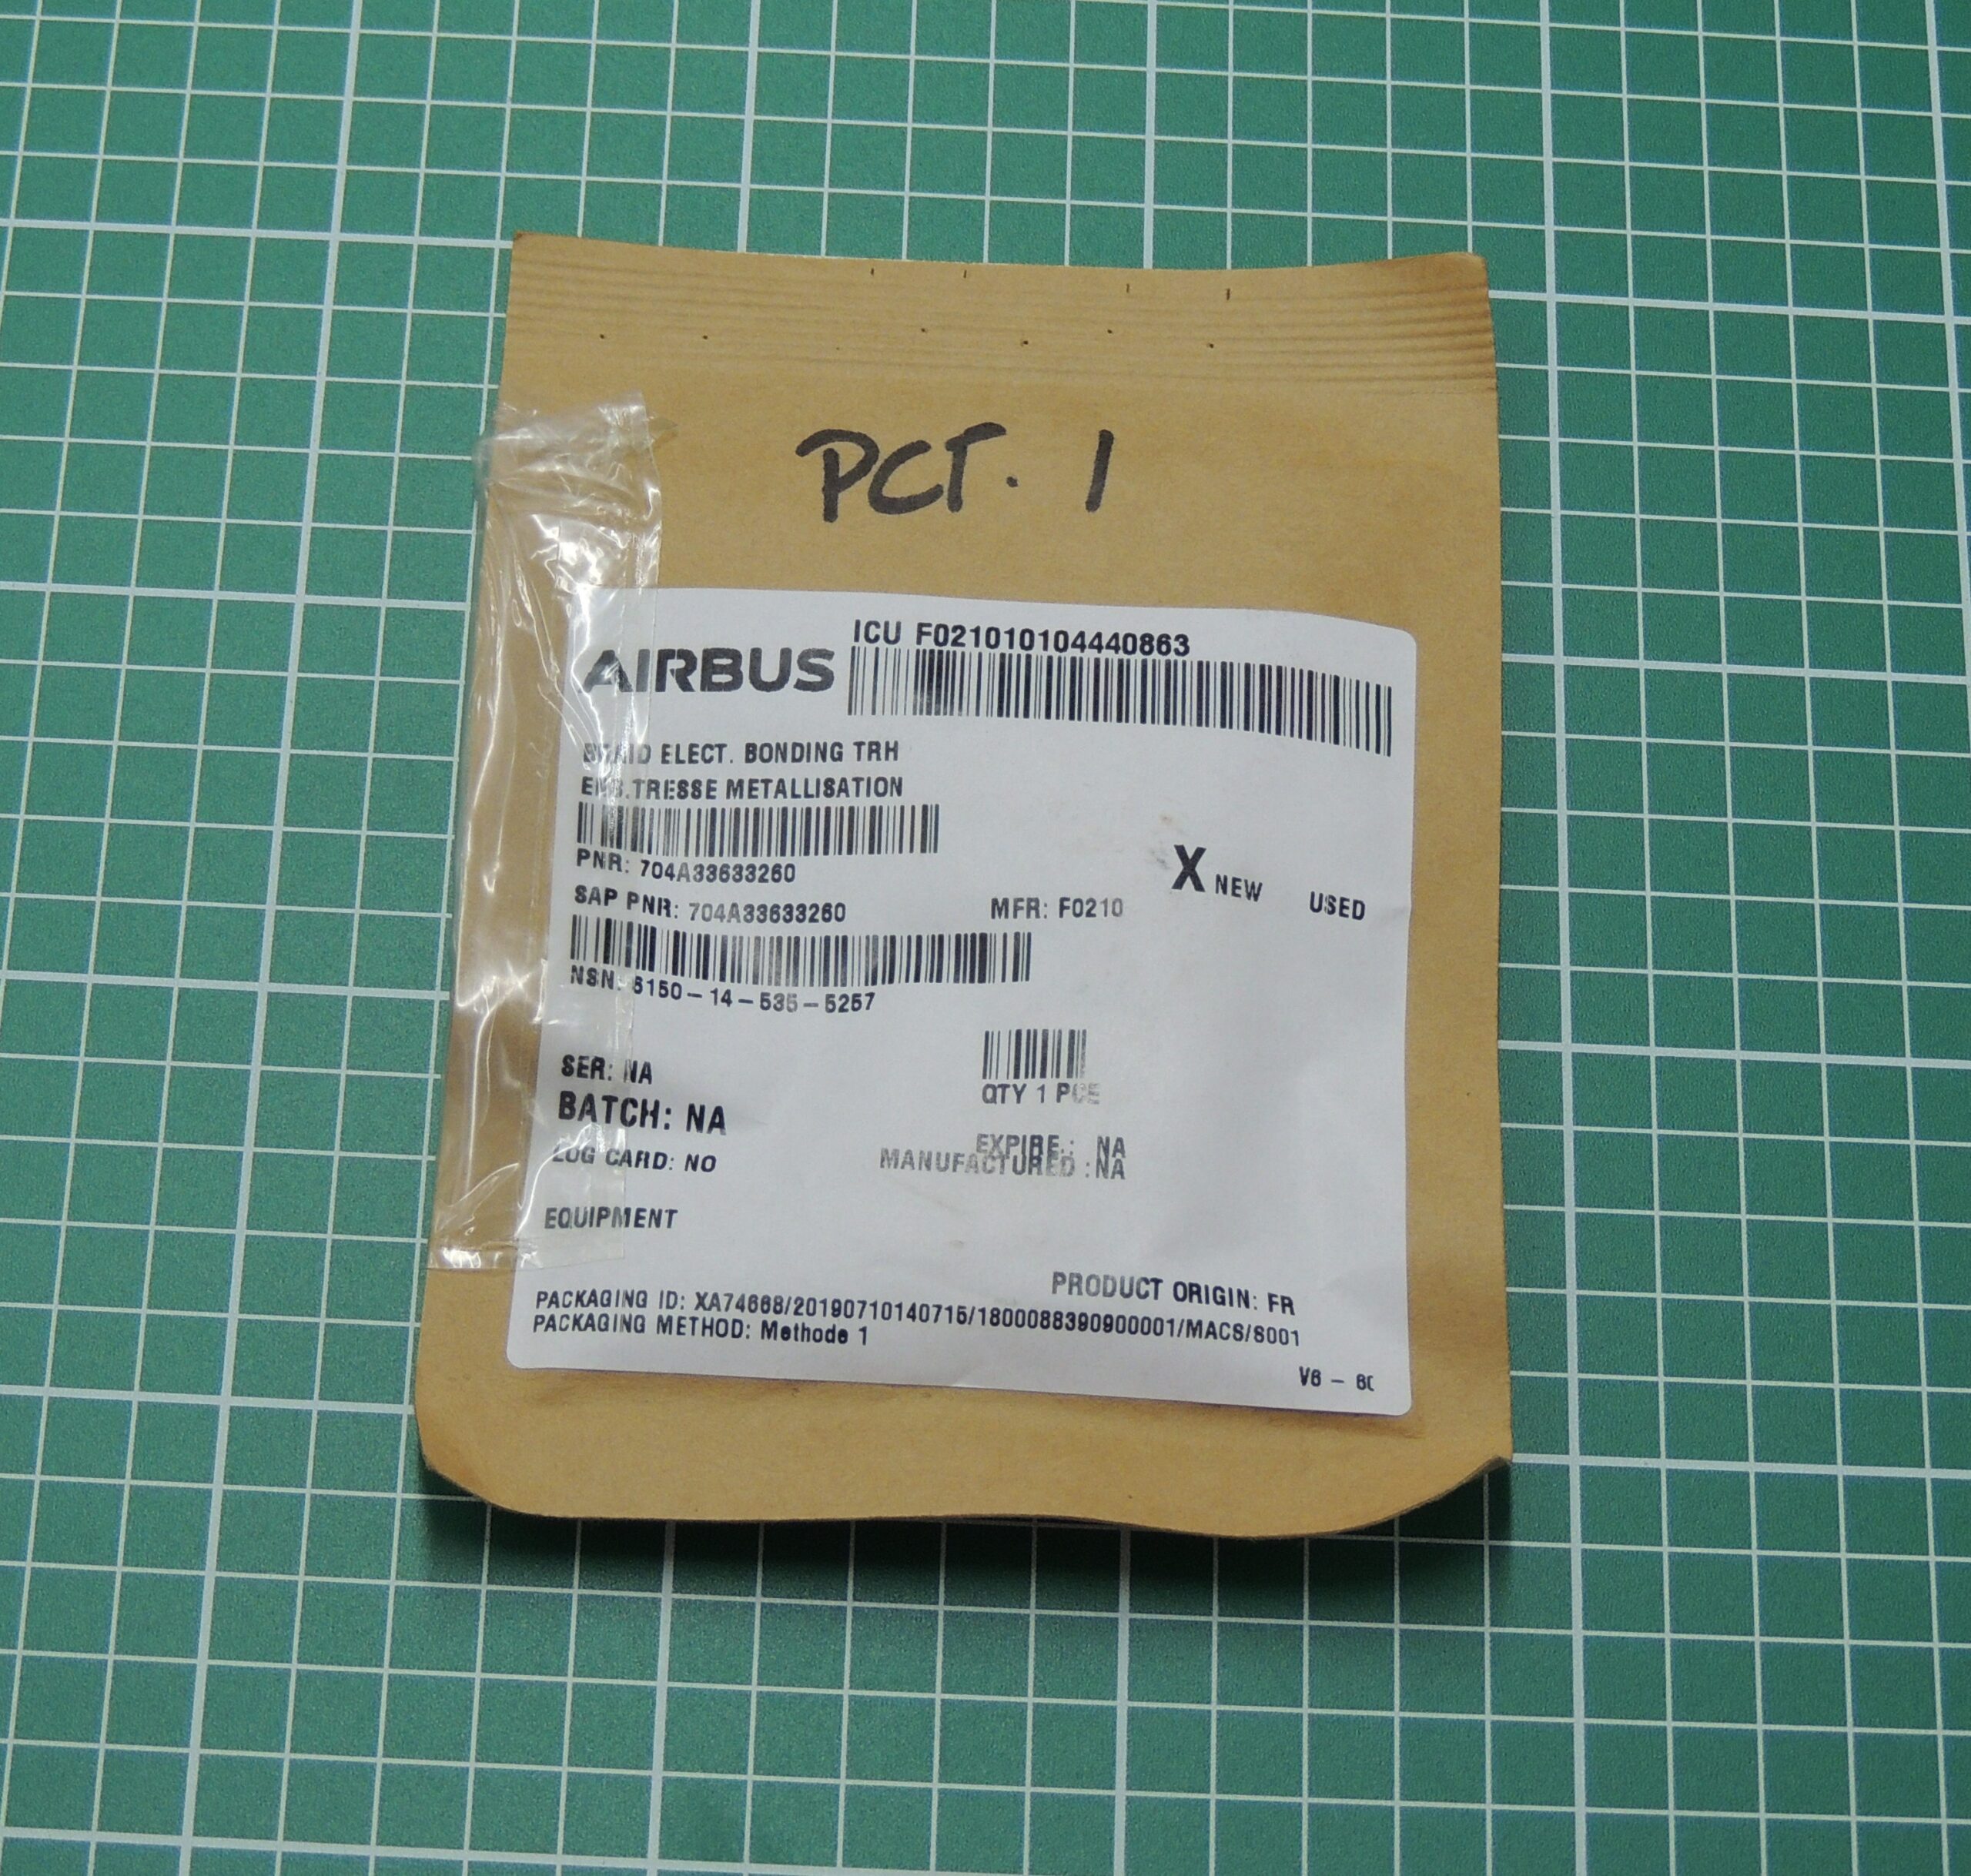 PCT. 1
ICU F021010104440863
AIRBUS
BRAID ELECT. BONDING TRH
EMB.TRESSE METALLISATION
PNR: 704A33633260
X NEW USED
SAP PNR: 704A33633260 MFR: F0210
NSN: 6150-14-535-5257
SER: NA
QTY 1 PCE
BATCH: NA
EXPIRE: NA
LOG CARD: NO
MANUFACTURED :NA
EQUIPMENT
PRODUCT ORIGIN: FR
PACKAGING ID: XA74668/20190710140715/1800088390900001/MACS/S001
PACKAGING METHOD: Methode 1